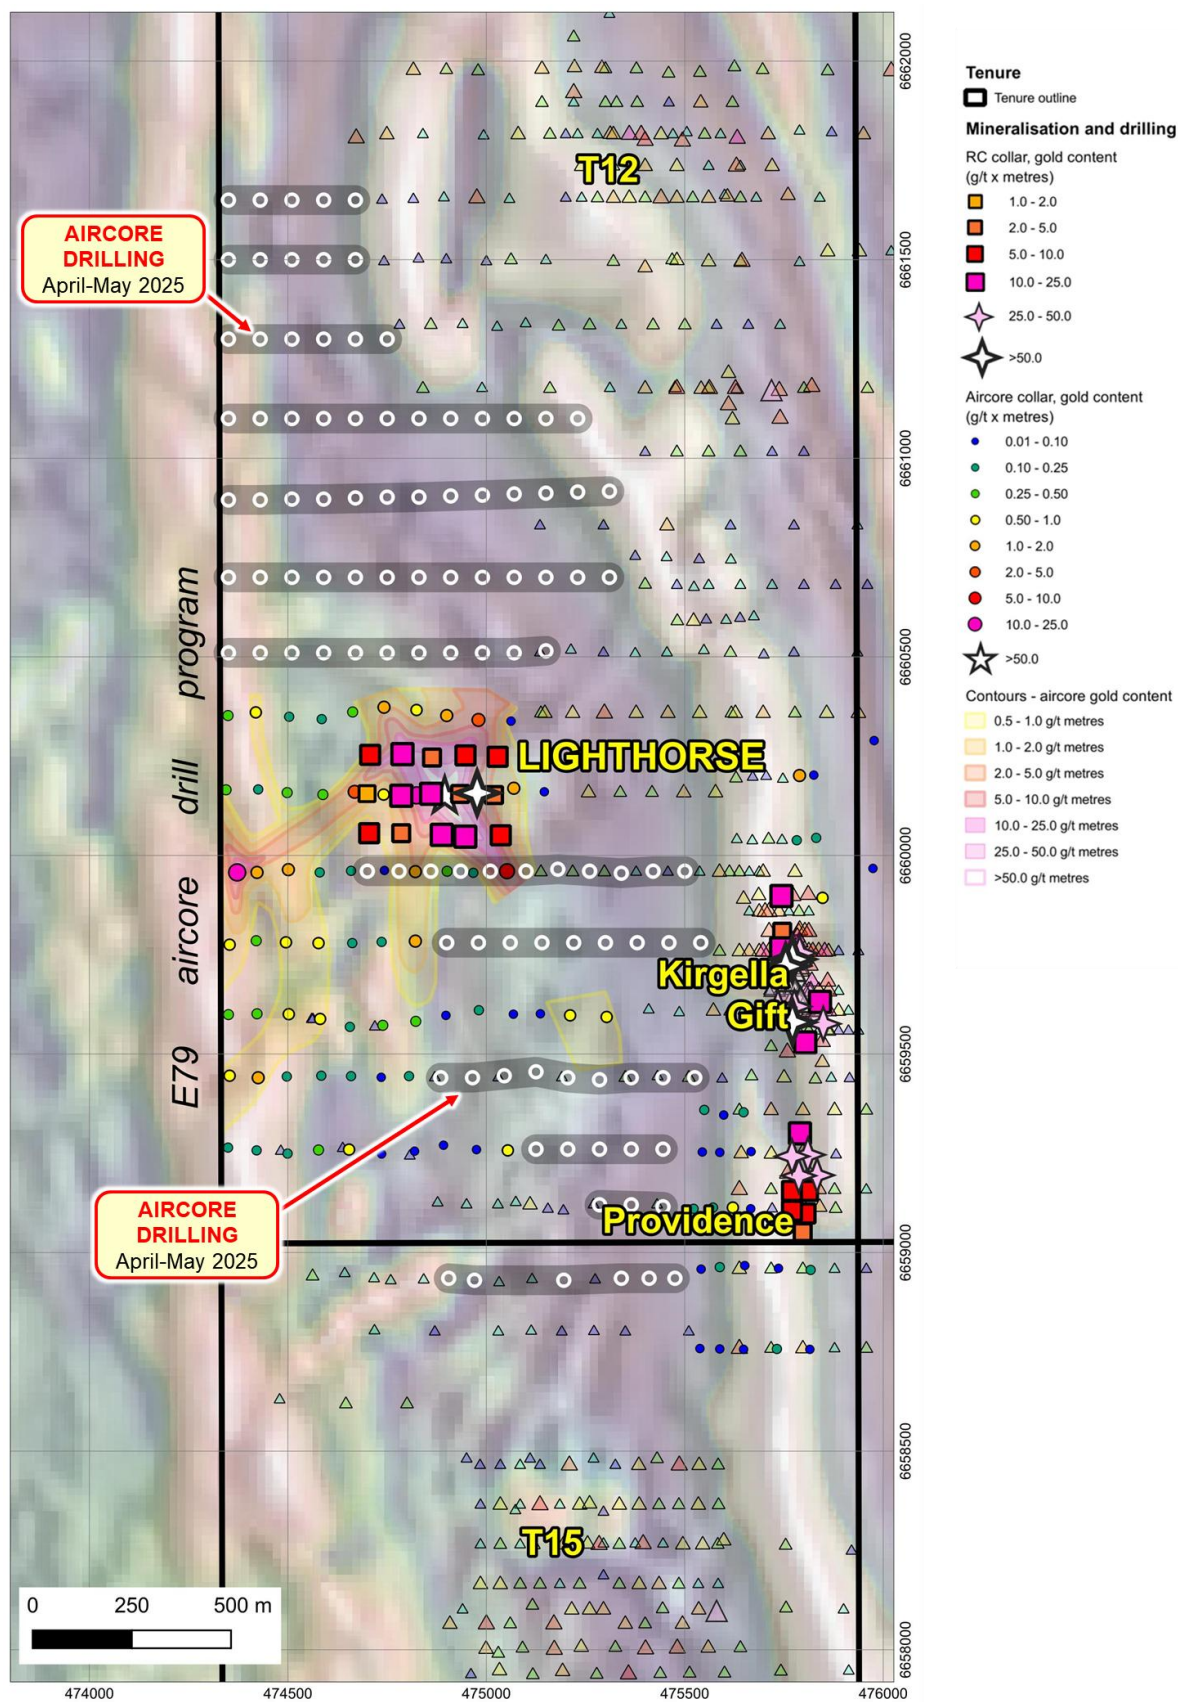 AIRCORE
DRILLING
April-May 2025
T12
LIGHTHORSE
Kirgella
Gift
Providence
AIRCORE
DRILLING
April-May 2025
T15
E79 aircore drill program
0 250 500 m
474000 474500 475000 475500 476000
6662000
6661500
6661000
6660500
6660000
6659500
6659000
6658500
6658000
Tenure
Tenure outline
Mineralisation and drilling
RC collar, gold content
(g/t x metres)
1.0 - 2.0
2.0 - 5.0
5.0 - 10.0
10.0 - 25.0
25.0 - 50.0
>50.0
Aircore collar, gold content
(g/t x metres)
0.01 - 0.10
0.10 - 0.25
0.25 - 0.50
0.50 - 1.0
1.0 - 2.0
2.0 - 5.0
5.0 - 10.0
10.0 - 25.0
>50.0
Contours - aircore gold content
0.5 - 1.0 g/t metres
1.0 - 2.0 g/t metres
2.0 - 5.0 g/t metres
5.0 - 10.0 g/t metres
10.0 - 25.0 g/t metres
25.0 - 50.0 g/t metres
>50.0 g/t metres